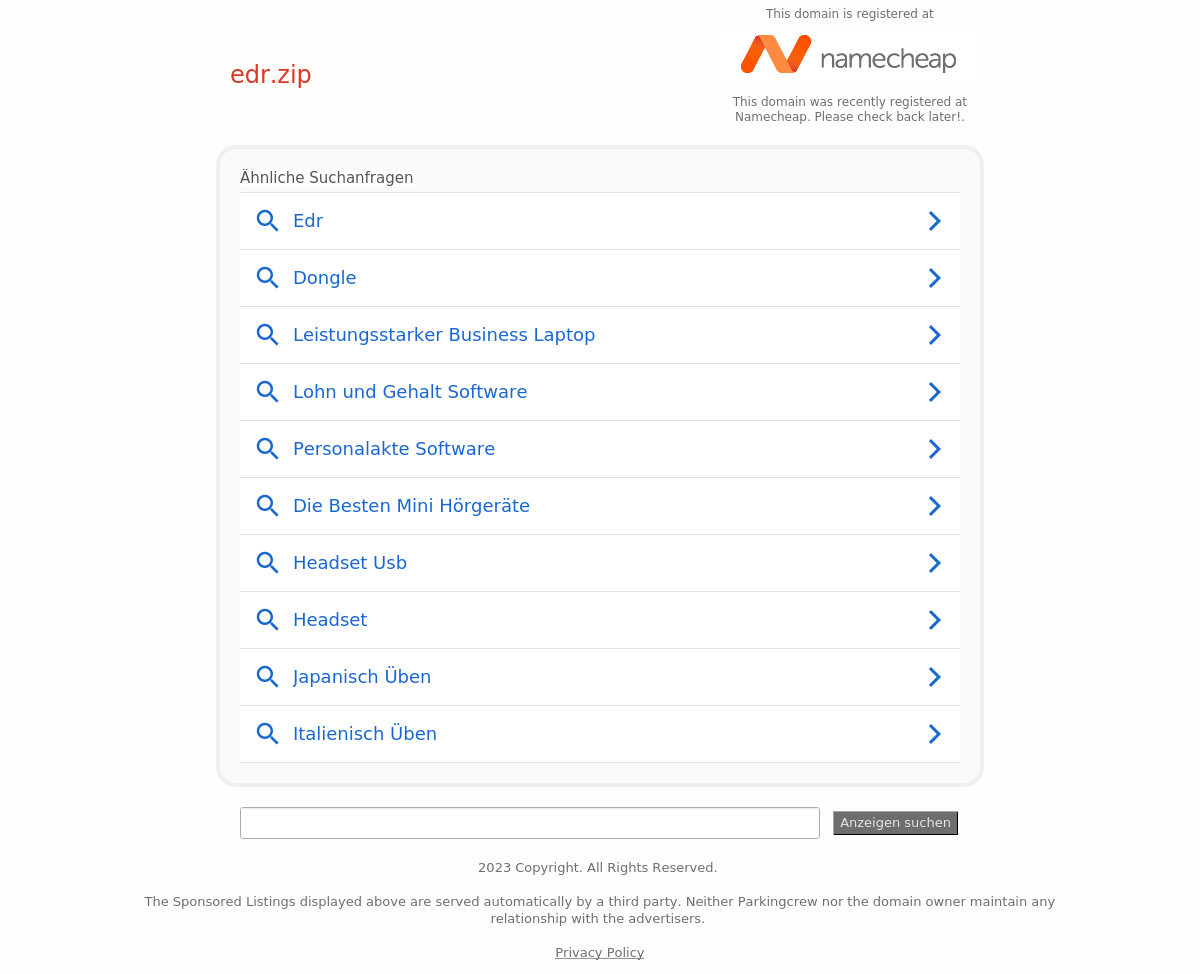 This domain is registered at
namecheap
edr.zip
This domain was recently registered at
Namecheap. Please check back later!.
Ähnliche Suchanfragen
Edr
Dongle
Leistungsstarker Business Laptop
Lohn und Gehalt Software
Personalakte Software
Die Besten Mini Hörgeräte
Headset Usb
Headset
Japanisch Üben
Italienisch Üben
Anzeigen suchen
2023 Copyright. All Rights Reserved.
The Sponsored Listings displayed above are served automatically by a third party. Neither Parkingcrew nor the domain owner maintain any
relationship with the advertisers.
Privacy Policy